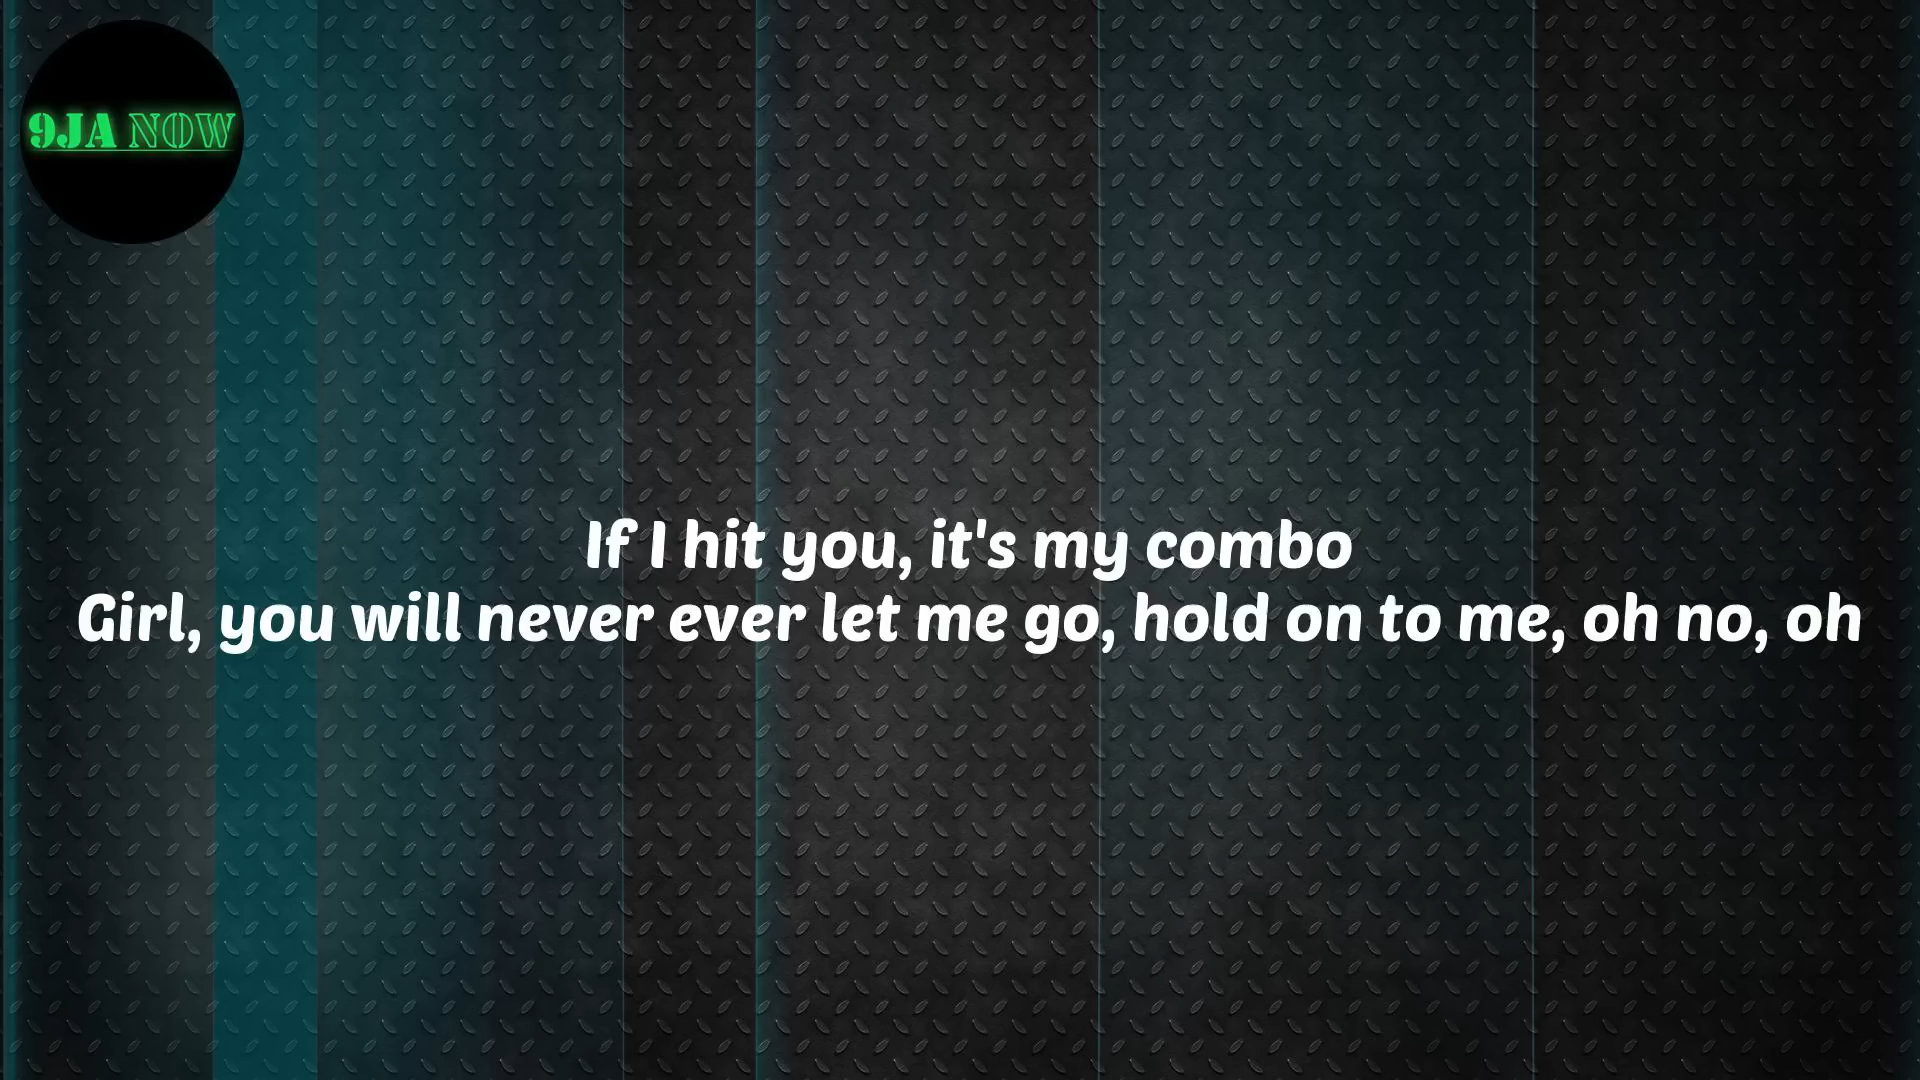 9JA NOW
If I hit you, it's my combo
Girl, you will never ever let me go, hold on to me, oh no, oh